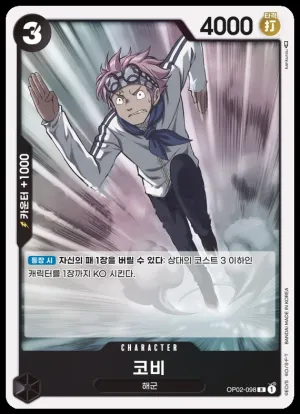 3
4000
타격
打
카운터 +1000
등장 시 자신의 패 1장을 버릴 수 있다: 상대의 코스트 3 이하인
캐릭터를 1장까지 KO 시킨다.
CHARACTER
코비
해군
OP02-098 R 1
BANDAI·MADE IN KOREA